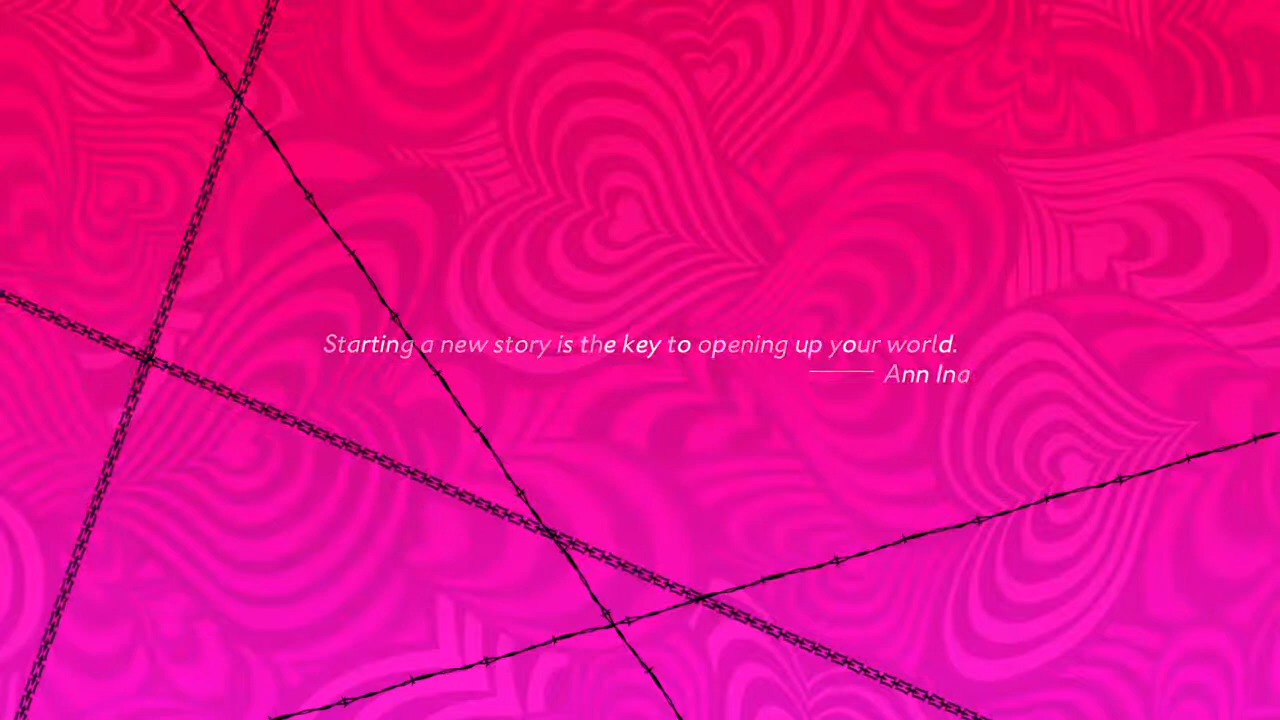 Starting a new story is the key to opening up your world.
—— Ann Ina